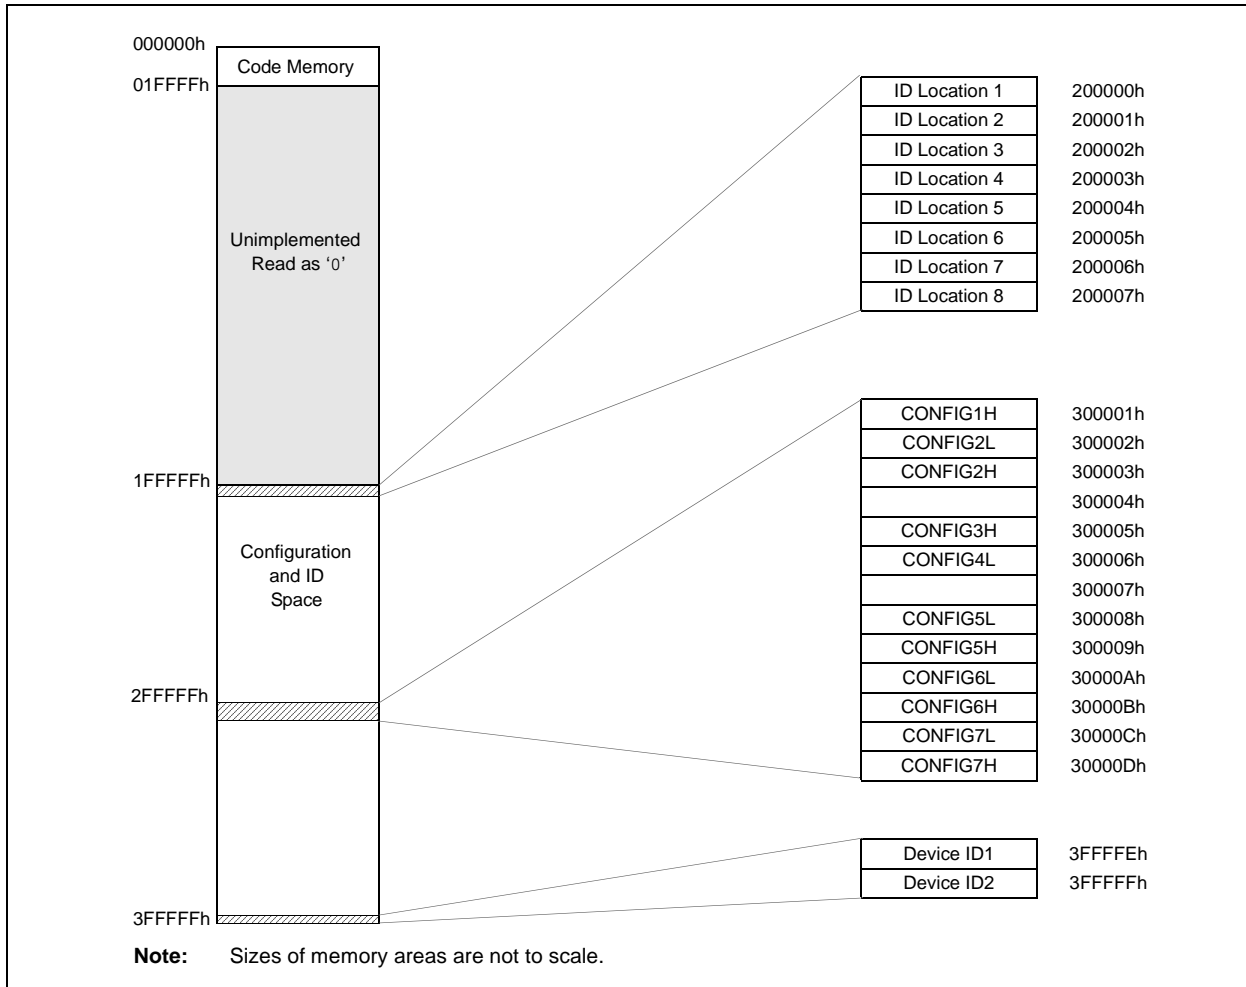 000000h
Code Memory
01FFFFh
Unimplemented
Read as ‘0’
1FFFFFh
Configuration
and ID
Space
2FFFFFh
3FFFFFh
ID Location 1 200000h
ID Location 2 200001h
ID Location 3 200002h
ID Location 4 200003h
ID Location 5 200004h
ID Location 6 200005h
ID Location 7 200006h
ID Location 8 200007h
CONFIG1H 300001h
CONFIG2L 300002h
CONFIG2H 300003h
300004h
CONFIG3H 300005h
CONFIG4L 300006h
300007h
CONFIG5L 300008h
CONFIG5H 300009h
CONFIG6L 30000Ah
CONFIG6H 30000Bh
CONFIG7L 30000Ch
CONFIG7H 30000Dh
Device ID1 3FFFFEh
Device ID2 3FFFFFh
Note: Sizes of memory areas are not to scale.